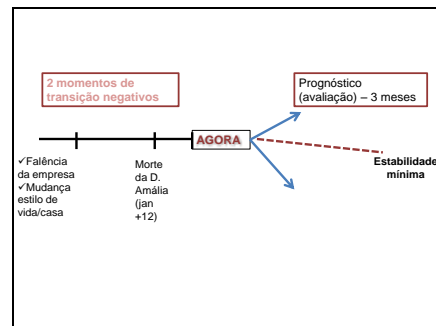 2 momentos de
transição negativos
Prognóstico
(avaliação) – 3 meses
AGORA
✓Falência
da empresa
✓Mudança
estilo de
vida/casa
Morte
da D.
Amália
(jan
+12)
Estabilidade
mínima